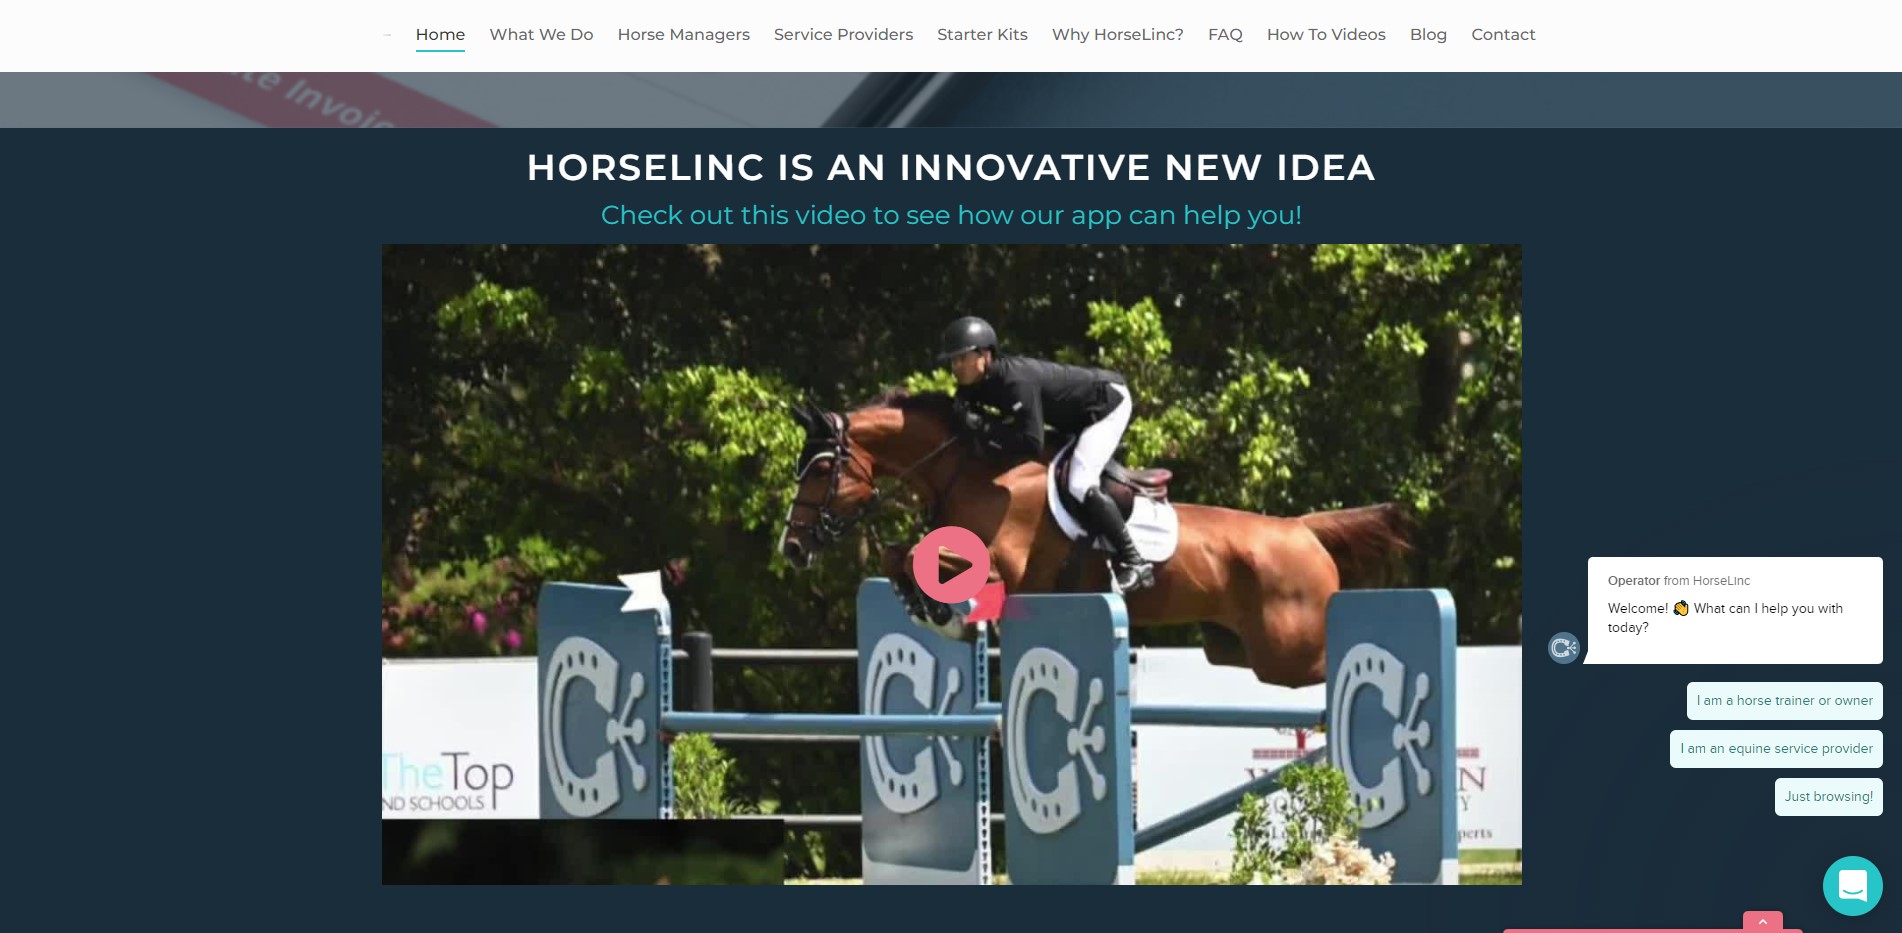 Home What We Do Horse Managers Service Providers Starter Kits Why HorseLinc? FAQ How To Videos Blog Contact
te Invoic
HORSELINC IS AN INNOVATIVE NEW IDEA
Check out this video to see how our app can help you!
TheTop
ND SCHOOLS
Operator from HorseLinc
Welcome! 👋 What can I help you with
today?
I am a horse trainer or owner
I am an equine service provider
Just browsing!